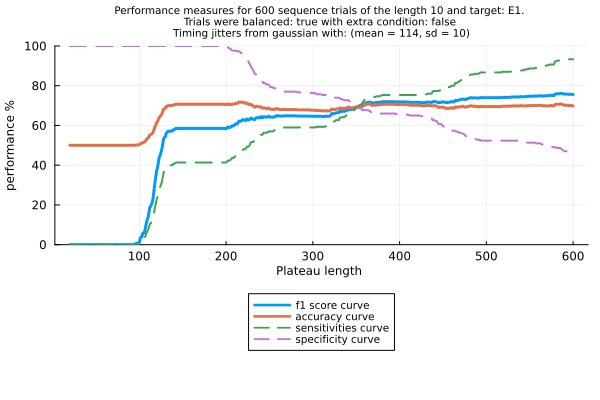 Performance measures for 600 sequence trials of the length 10 and target: E1.
Trials were balanced: true with extra condition: false
Timing jitters from gaussian with: (mean = 114, sd = 10)
100
80
60
40
20
0
performance %
100
200
300
400
500
600
Plateau length
f1 score curve
accuracy curve
sensitivities curve
specificity curve